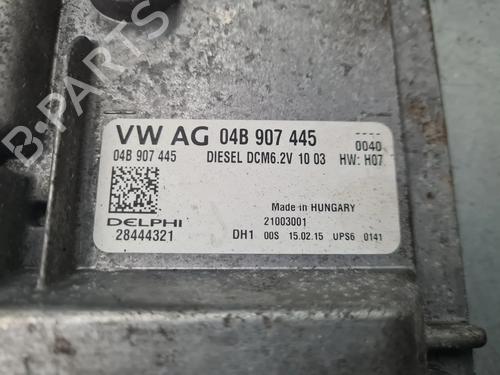 VW AG 04B 907 445 ----
0040
04B 907 445 DIESEL DCM6.2V 10 03 HW: H07
Made in HUNGARY
DELPHI 21003001
28444321 DH1 00S 15.02.15 UPS6 0141
B-PARTS